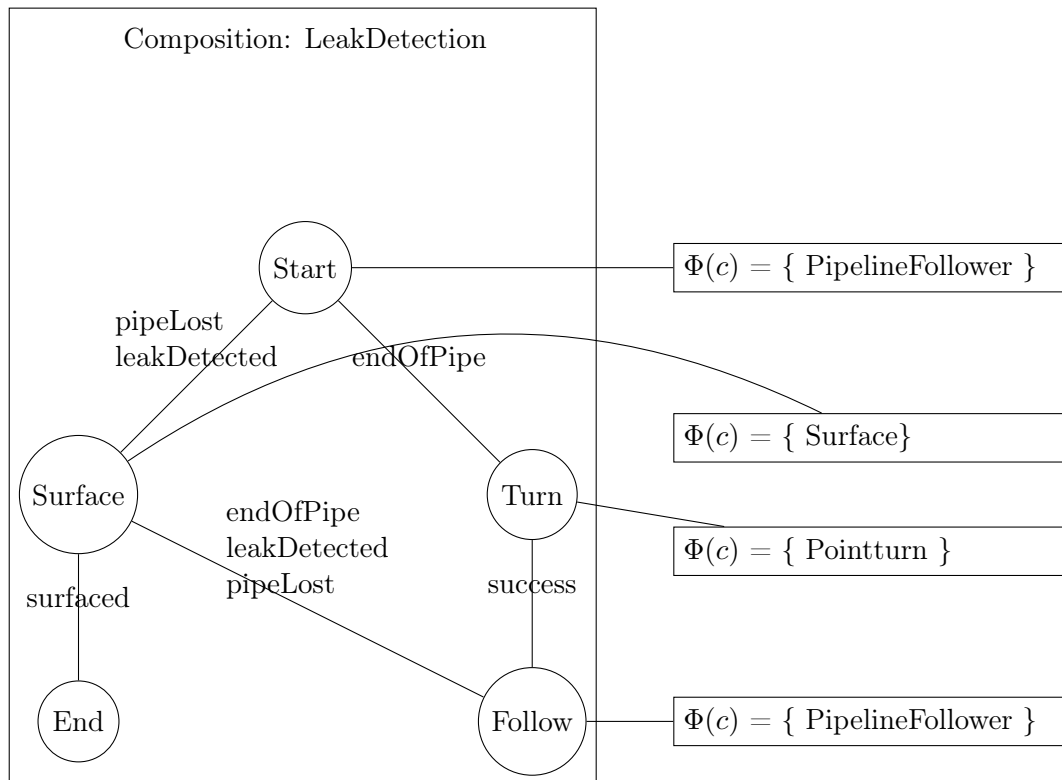 Composition: LeakDetection
Start
Φ(c) = { PipelineFollower }
pipeLost
leakDetected
endOfPipe
Φ(c) = { Surface}
Surface
Turn
endOfPipe
leakDetected
pipeLost
Φ(c) = { Pointturn }
surfaced
success
End
Follow
Φ(c) = { PipelineFollower }